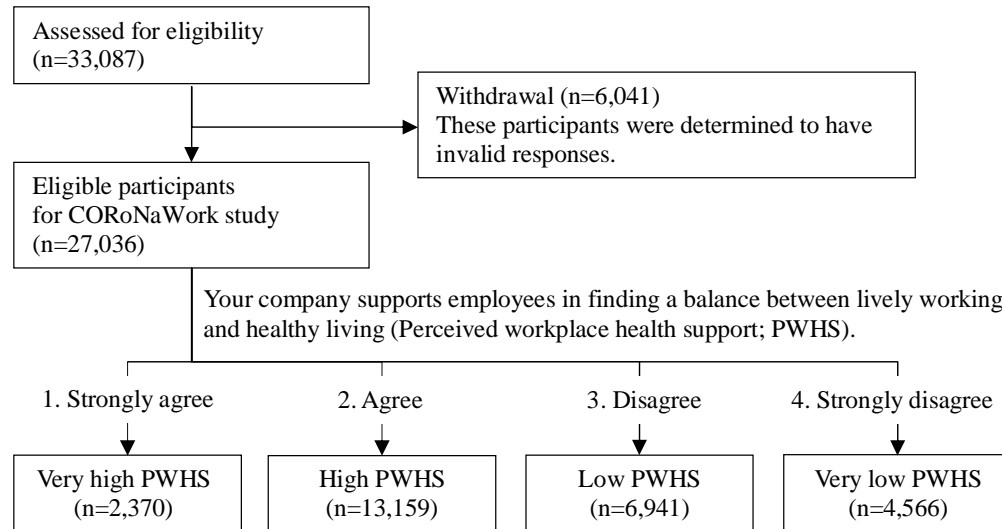 Assessed for eligibility
(n=33,087)
Withdrawal (n=6,041)
These participants were determined to have
invalid responses.
Eligible participants
for CORoNaWork study
(n=27,036)
Your company supports employees in finding a balance between lively working
and healthy living (Perceived workplace health support; PWHS).
1. Strongly agree
2. Agree
3. Disagree
4. Strongly disagree
Very high PWHS
(n=2,370)
High PWHS
(n=13,159)
Low PWHS
(n=6,941)
Very low PWHS
(n=4,566)